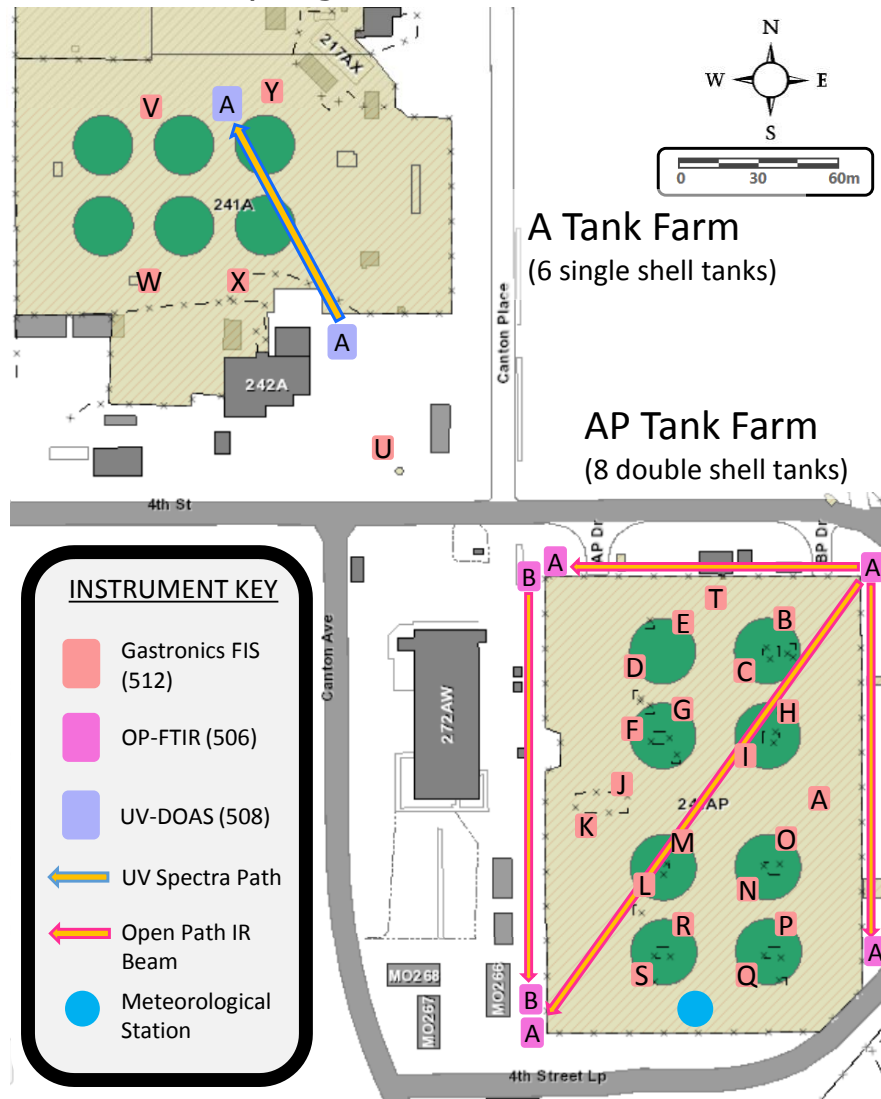 217AX
N
W E
S
0 30 60m
V
A
Y
241A
A Tank Farm
(6 single shell tanks)
W
X
A
242A
Canton Place
U
AP Tank Farm
(8 double shell tanks)
4th St
AP Dr
BP Dr
INSTRUMENT KEY
Gastronics FIS
(512)
OP-FTIR (506)
UV-DOAS (508)
UV Spectra Path
Open Path IR
Beam
Meteorological
Station
Canton Ave
272AW
B
A
A
T
E
B
D
C
G
H
F
I
J
241AP
A
K
M
O
L
N
R
P
S
Q
A
B
A
MO268
MO267
MO266
4th Street Lp